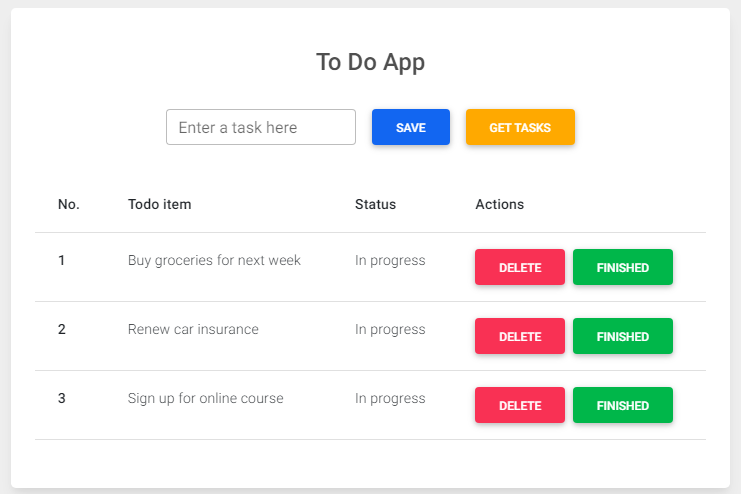 To Do App
Enter a task here SAVE GET TASKS
No. Todo item Status Actions
1 Buy groceries for next week In progress DELETE FINISHED
2 Renew car insurance In progress DELETE FINISHED
3 Sign up for online course In progress DELETE FINISHED